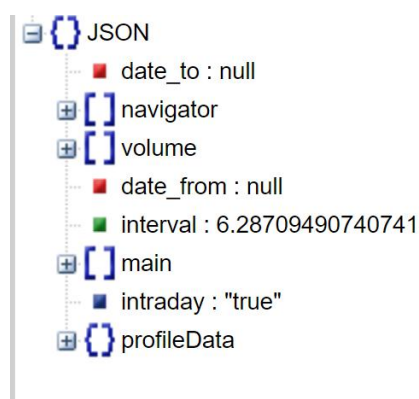 JSON
date_to : null
navigator
volume
date_from : null
interval : 6.28709490740741
main
intraday : "true"
profileData